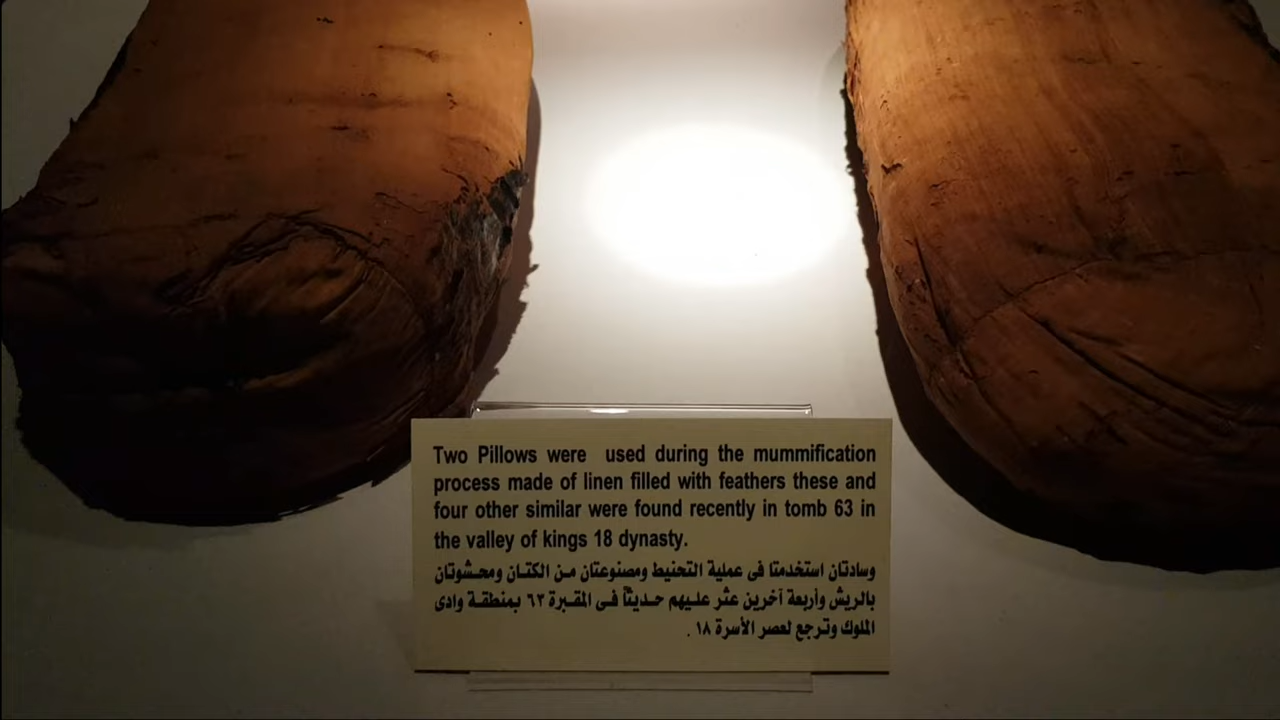 Two Pillows were used during the mummification
process made of linen filled with feathers these and
four other similar were found recently in tomb 63 in
the valley of kings 18 dynasty.
وسادتان استخدمتا فى عملية التحنيط ومصنوعتان من الكتان ومحشوتان
بالريش وأربعة آخرين عثر عليهم حديثاً فى المقبرة ٦٣ بمنطقة وادى
الملوك وترجع لعصر الأسرة ١٨ .